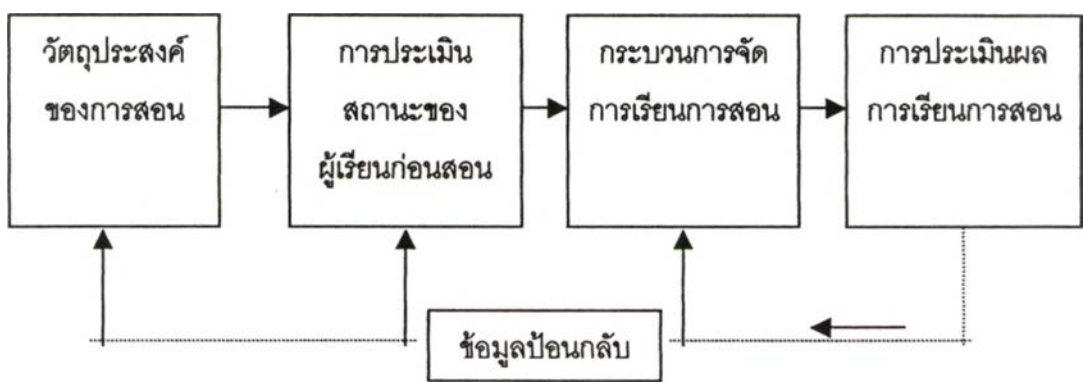 วัตถุประสงค์
ของการสอน
การประเมิน
สถานะของ
ผู้เรียนก่อนสอน
กระบวนการจัด
การเรียนการสอน
การประเมินผล
การเรียนการสอน
ข้อมูลป้อนกลับ